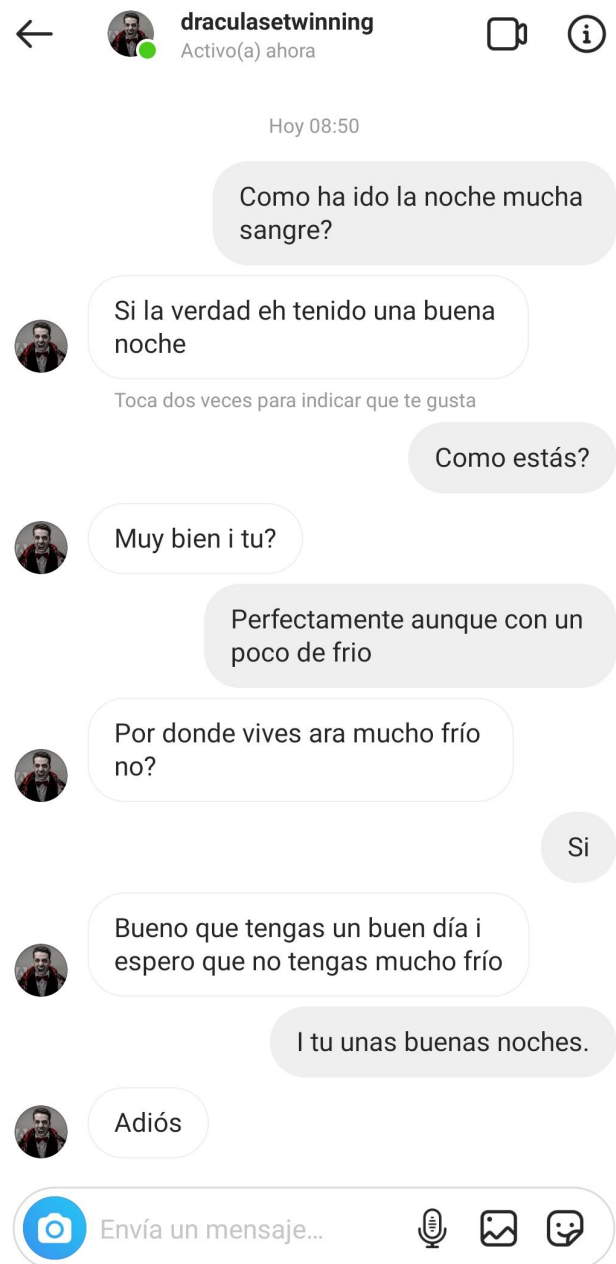 draculasetwinning
Activo(a) ahora
Hoy 08:50
Como ha ido la noche mucha
sangre?
Si la verdad eh tenido una buena
noche
Toca dos veces para indicar que te gusta
Como estás?
Muy bien i tu?
Perfectamente aunque con un
poco de frio
Por donde vives ara mucho frío
no?
Si
Bueno que tengas un buen día i
espero que no tengas mucho frío
I tu unas buenas noches.
Adiós
Envía un mensaje...